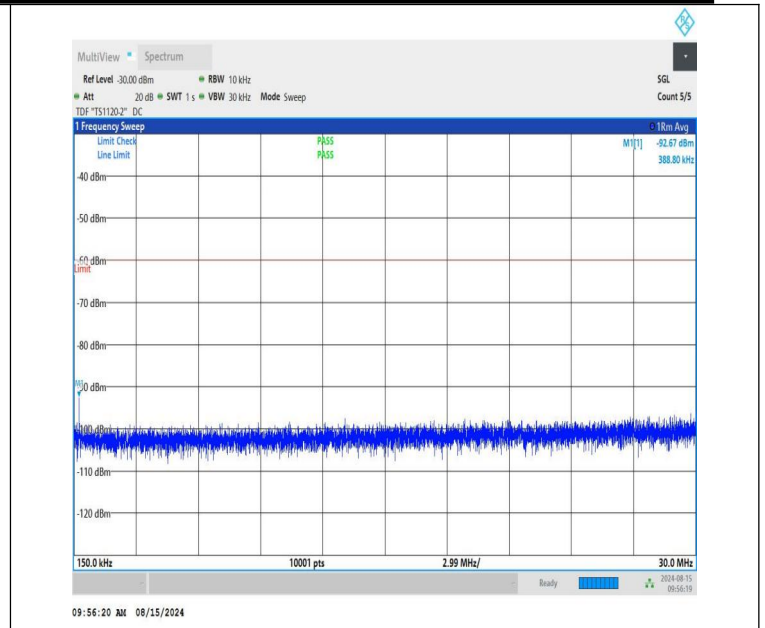 R&S
MultiView Spectrum
Ref Level -30.00 dBm RBW 10 kHz SGL
Att 20 dB SWT 1 s VBW 30 kHz Mode Sweep Count 5/5
TDF "TS1120-2" DC
1 Frequency Sweep 1Rm Avg
Limit Check PASS M1[1] -92.67 dBm
Line Limit PASS 388.80 kHz
-40 dBm
-50 dBm
-60 dBm
Limit
-70 dBm
-80 dBm
M1
-90 dBm
-100 dBm
-110 dBm
-120 dBm
150.0 kHz 10001 pts 2.99 MHz/ 30.0 MHz
Ready 2024-08-15
09:56:19
09:56:20 AM 08/15/2024